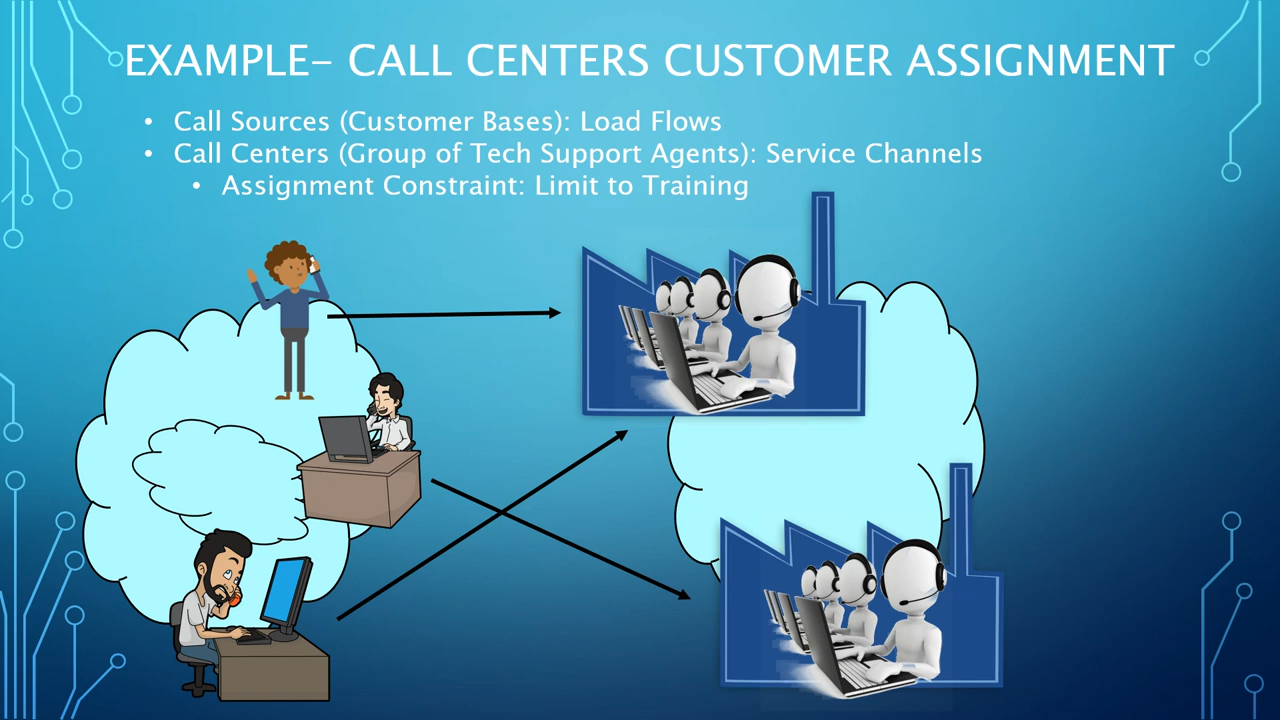 EXAMPLE– CALL CENTERS CUSTOMER ASSIGNMENT
• Call Sources (Customer Bases): Load Flows
• Call Centers (Group of Tech Support Agents): Service Channels
• Assignment Constraint: Limit to Training